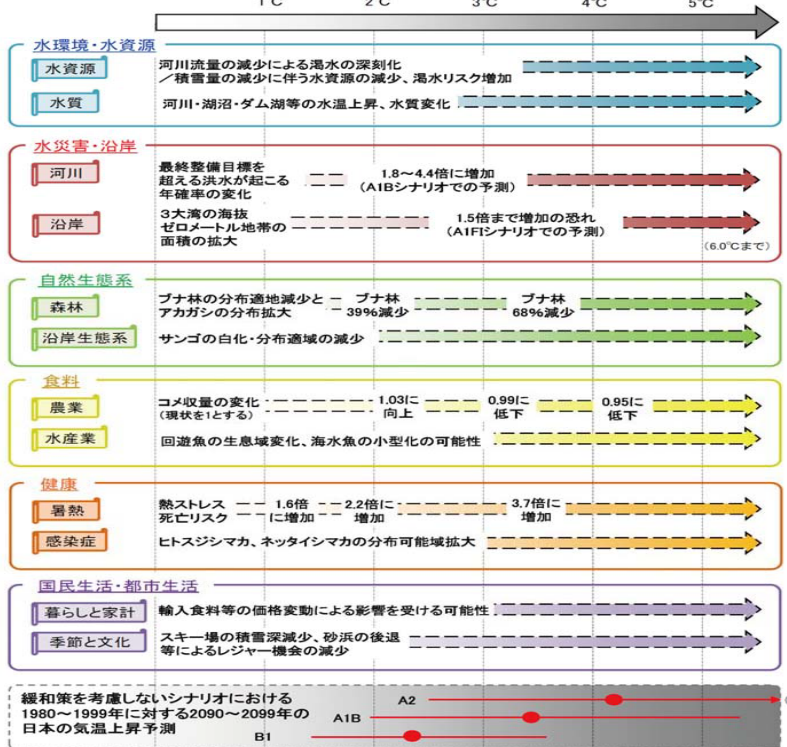 1℃ 2℃ 3℃ 4℃ 5℃
水環境・水資源
水資源
河川流量の減少による渇水の深刻化
／積雪量の減少に伴う水資源の減少、渇水リスク増加
水質
河川・湖沼・ダム湖等の水温上昇、水質変化
水災害・沿岸
河川
最終整備目標を
超える洪水が起こる
年確率の変化
1.8～4.4倍に増加
（A1Bシナリオでの予測）
沿岸
3大湾の海抜
ゼロメートル地帯の
面積の拡大
1.5倍まで増加の恐れ
（A1FIシナリオでの予測）
（6.0℃まで）
自然生態系
森林
ブナ林の分布適地減少と
アカガシの分布拡大
ブナ林
39%減少
ブナ林
68%減少
沿岸生態系
サンゴの白化・分布適域の減少
食料
農業
コメ収量の変化
（現状を1とする）
1.03に
向上
0.99に
低下
0.95に
低下
水産業
回遊魚の生息域変化、海水魚の小型化の可能性
健康
暑熱
熱ストレス
死亡リスク
1.6倍
に増加
2.2倍に
増加
3.7倍に
増加
感染症
ヒトスジシマカ、ネッタイシマカの分布可能域拡大
国民生活・都市生活
暮らしと家計
輸入食料等の価格変動による影響を受ける可能性
季節と文化
スキー場の積雪深減少、砂浜の後退
等によるレジャー機会の減少
緩和策を考慮しないシナリオにおける
1980～1999年に対する2090～2099年の
日本の気温上昇予測
A2
A1B
B1